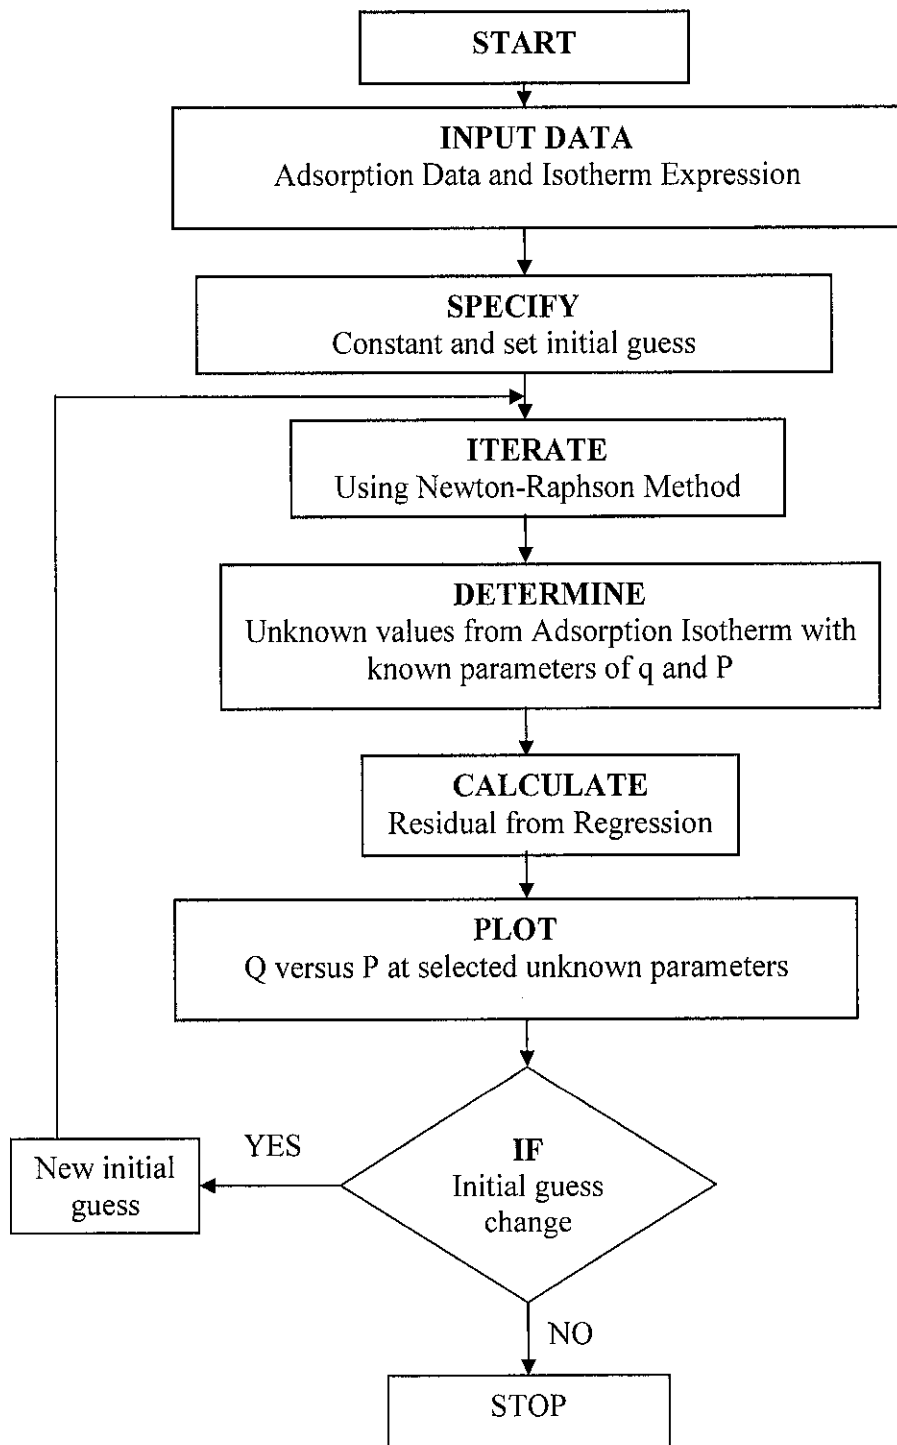 START
INPUT DATA
Adsorption Data and Isotherm Expression
SPECIFY
Constant and set initial guess
ITERATE
Using Newton-Raphson Method
DETERMINE
Unknown values from Adsorption Isotherm with
known parameters of q and P
CALCULATE
Residual from Regression
PLOT
Q versus P at selected unknown parameters
IF
Initial guess
change
YES
New initial
guess
NO
STOP